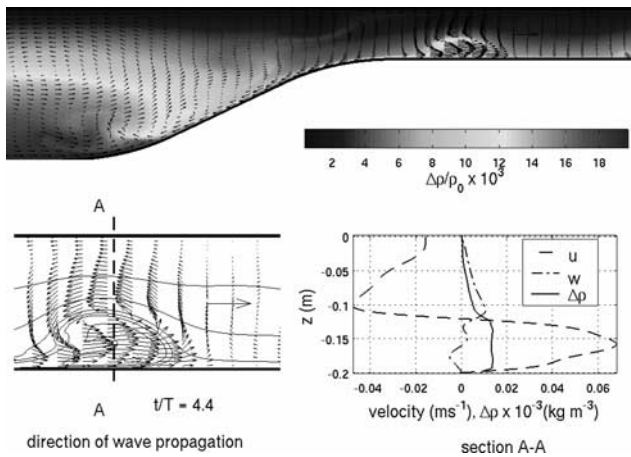 2 4 6 8 10 12 14 16 18
Δρ/ρ₀ x 10³
A
A
t/T = 4.4
direction of wave propagation
0
-0.05
-0.1
-0.15
-0.2
z (m)
u
w
Δρ
-0.04 -0.02 0 0.02 0.04 0.06
velocity (ms⁻¹), Δρ x 10⁻³(kg m⁻³)
section A-A